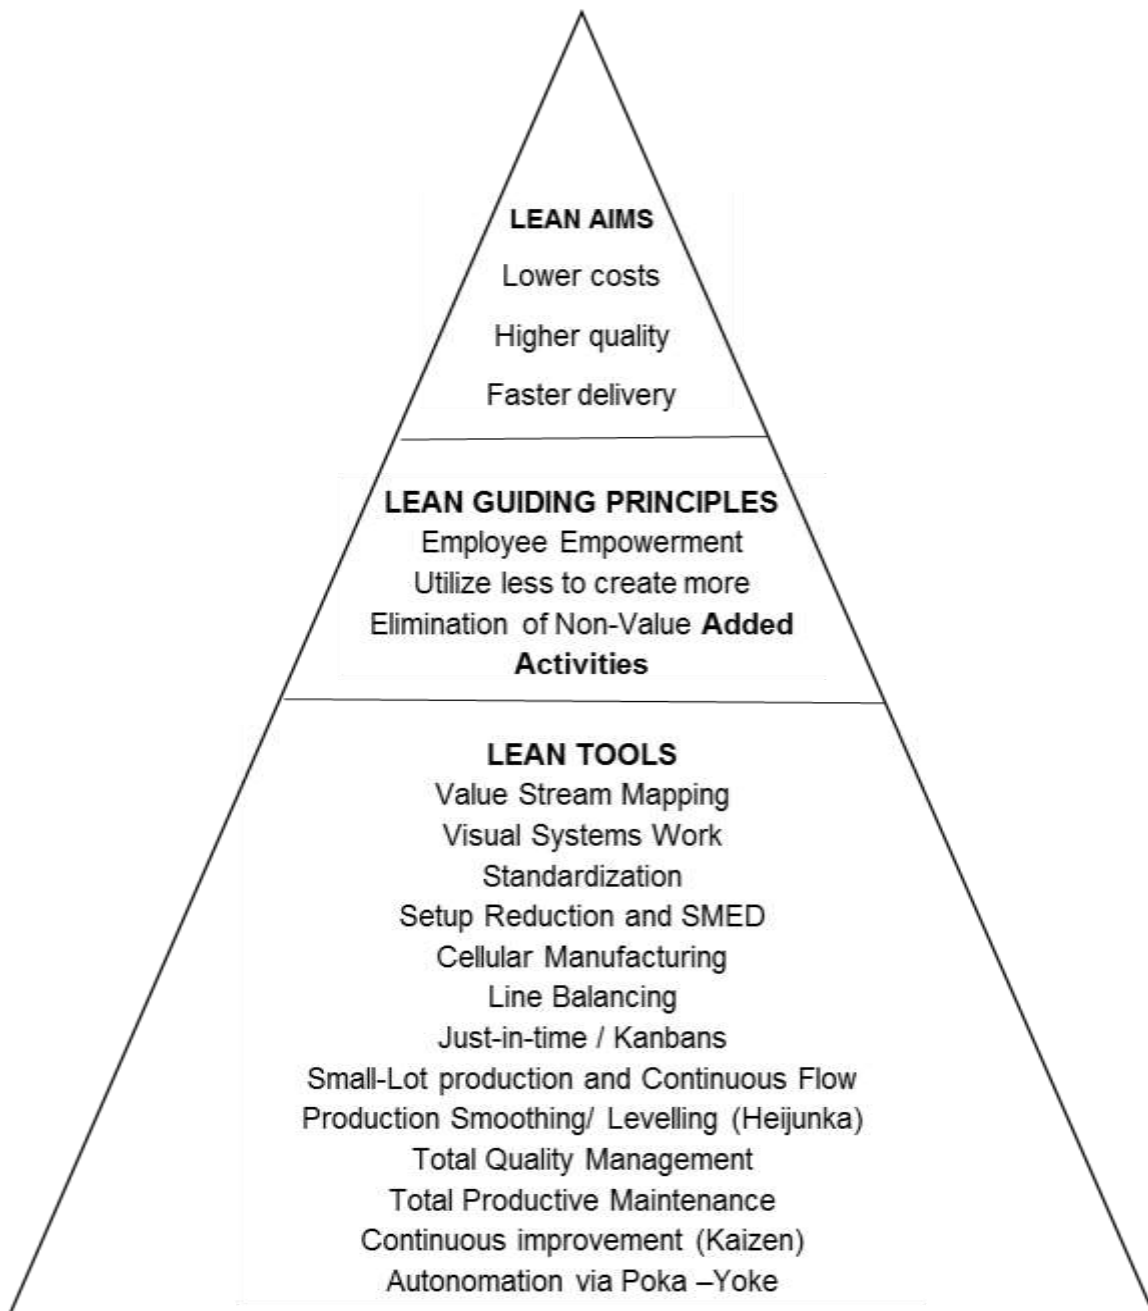 LEAN AIMS
Lower costs
Higher quality
Faster delivery
LEAN GUIDING PRINCIPLES
Employee Empowerment
Utilize less to create more
Elimination of Non-Value Added
Activities
LEAN TOOLS
Value Stream Mapping
Visual Systems Work
Standardization
Setup Reduction and SMED
Cellular Manufacturing
Line Balancing
Just-in-time / Kanbans
Small-Lot production and Continuous Flow
Production Smoothing/ Levelling (Heijunka)
Total Quality Management
Total Productive Maintenance
Continuous improvement (Kaizen)
Autonomation via Poka –Yoke